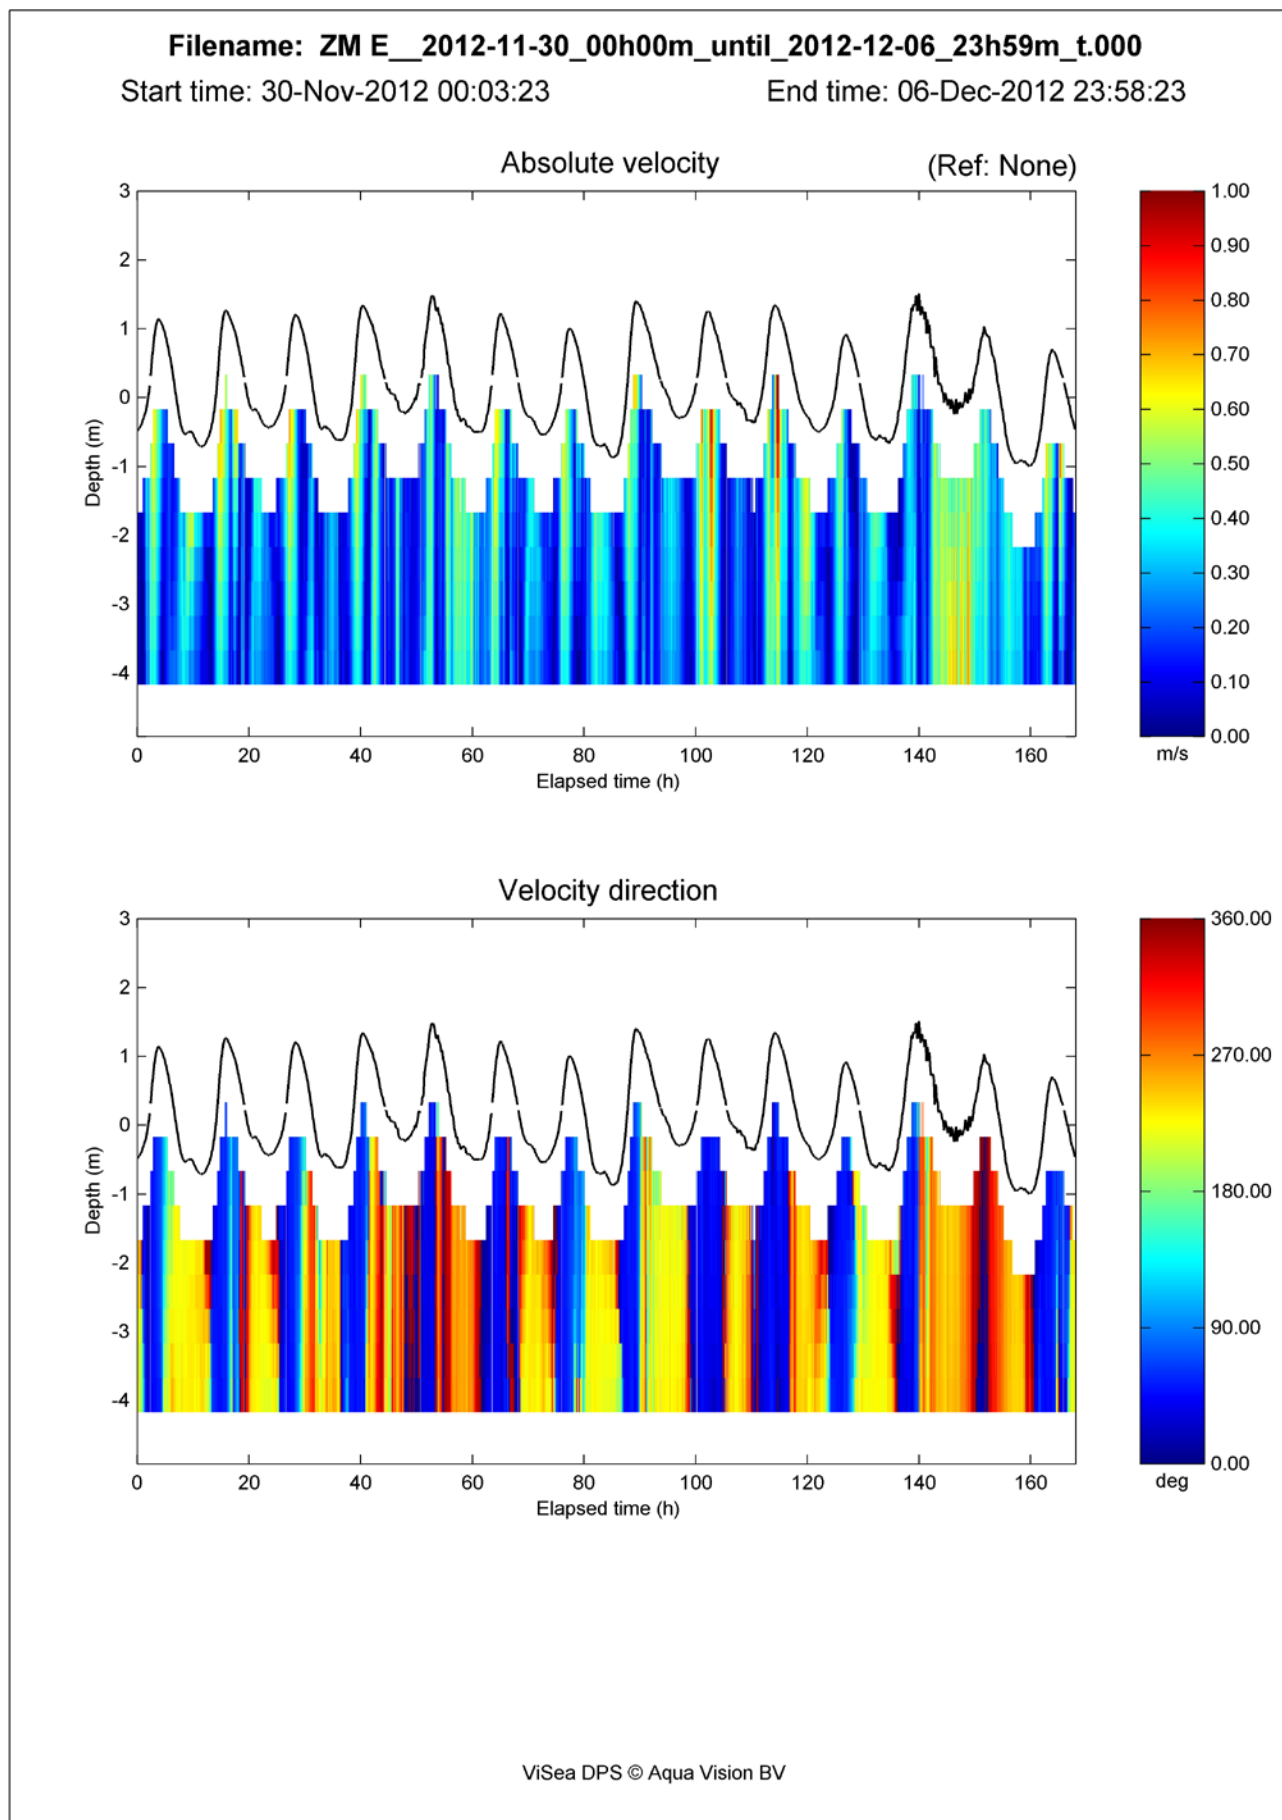 Filename: ZM E__2012-11-30_00h00m_until_2012-12-06_23h59m_t.000
Start time: 30-Nov-2012 00:03:23 End time: 06-Dec-2012 23:58:23
Absolute velocity (Ref: None)
3
2
1
0
-1
-2
-3
-4
Depth (m)
0 20 40 60 80 100 120 140 160
Elapsed time (h)
1.00
0.90
0.80
0.70
0.60
0.50
0.40
0.30
0.20
0.10
0.00
m/s
Velocity direction
3
2
1
0
-1
-2
-3
-4
Depth (m)
0 20 40 60 80 100 120 140 160
Elapsed time (h)
360.00
270.00
180.00
90.00
0.00
deg
ViSea DPS © Aqua Vision BV